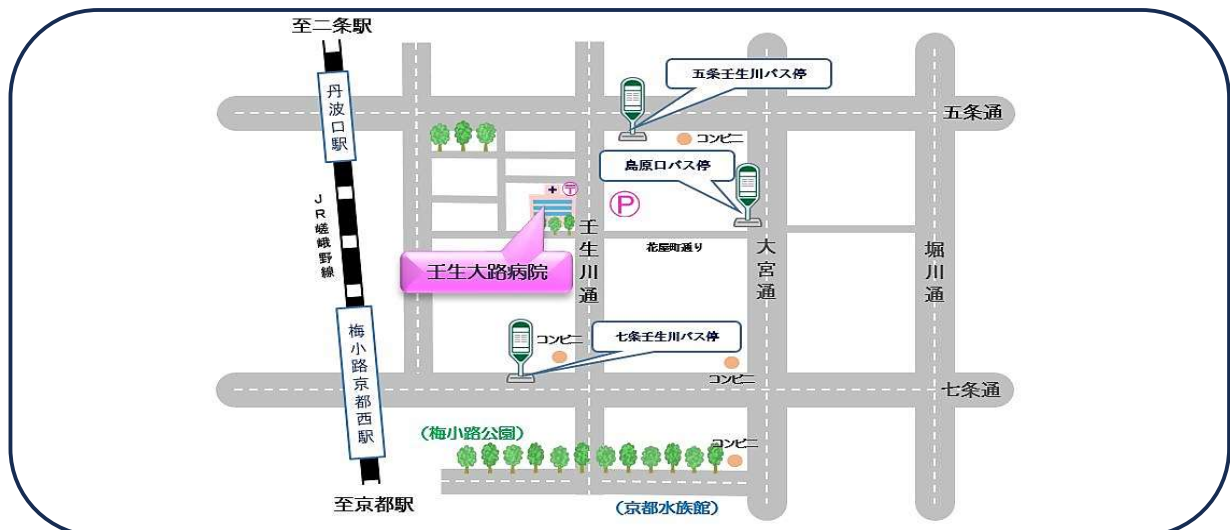 至二条駅
丹波口駅
JR嵯峨野線
梅小路京都西駅
至京都駅
五条壬生川バス停
五条通
コンビニ
島原口バス停
〒
P
壬生大路病院
壬生川通
花屋町通り
大宮通
堀川通
コンビニ
七条壬生川バス停
コンビニ
七条通
(梅小路公園)
コンビニ
(京都水族館)